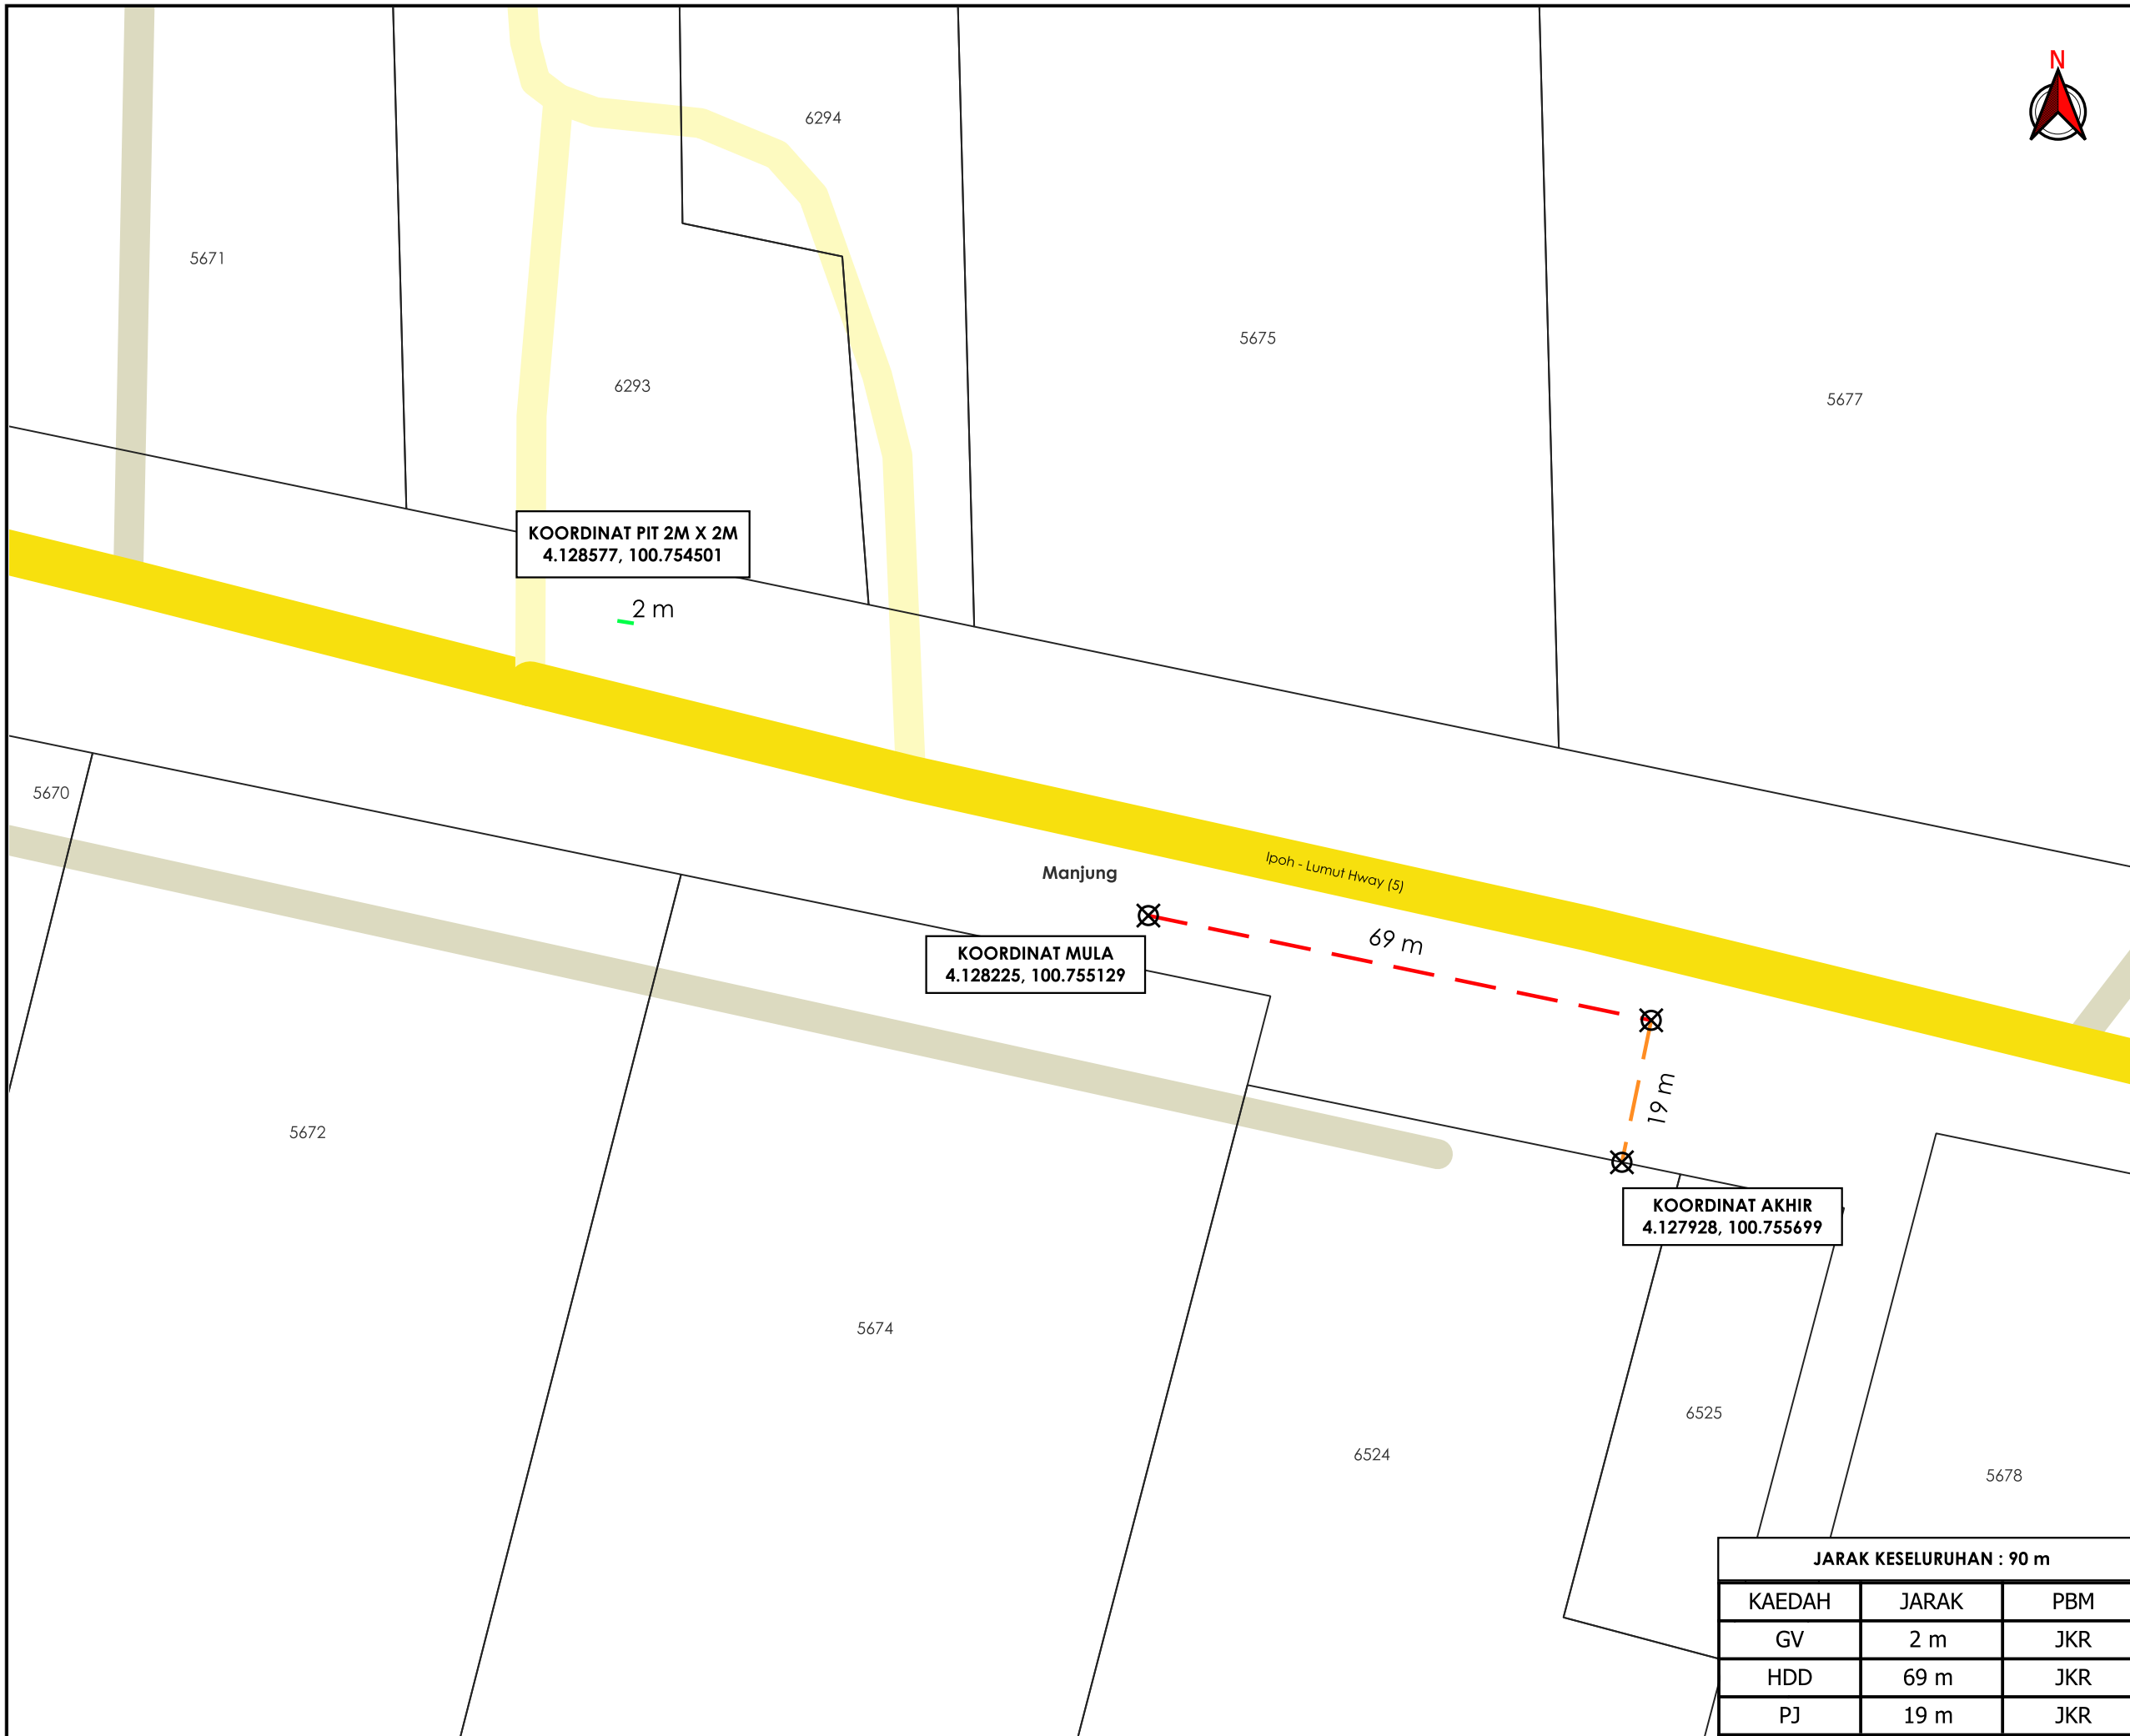 N
6294
5671
5675
6293
5677
KOORDINAT PIT 2M X 2M
4.128577, 100.754501
2 m
5670
Manjung
Ipoh - Lumut Hway (5)
69 m
KOORDINAT MULA
4.128225, 100.755129
19 m
5672
KOORDINAT AKHIR
4.127928, 100.755699
5674
6525
6524
5678
JARAK KESELURUHAN : 90 m
KAEDAH JARAK PBM
GV 2 m JKR
HDD 69 m JKR
PJ 19 m JKR